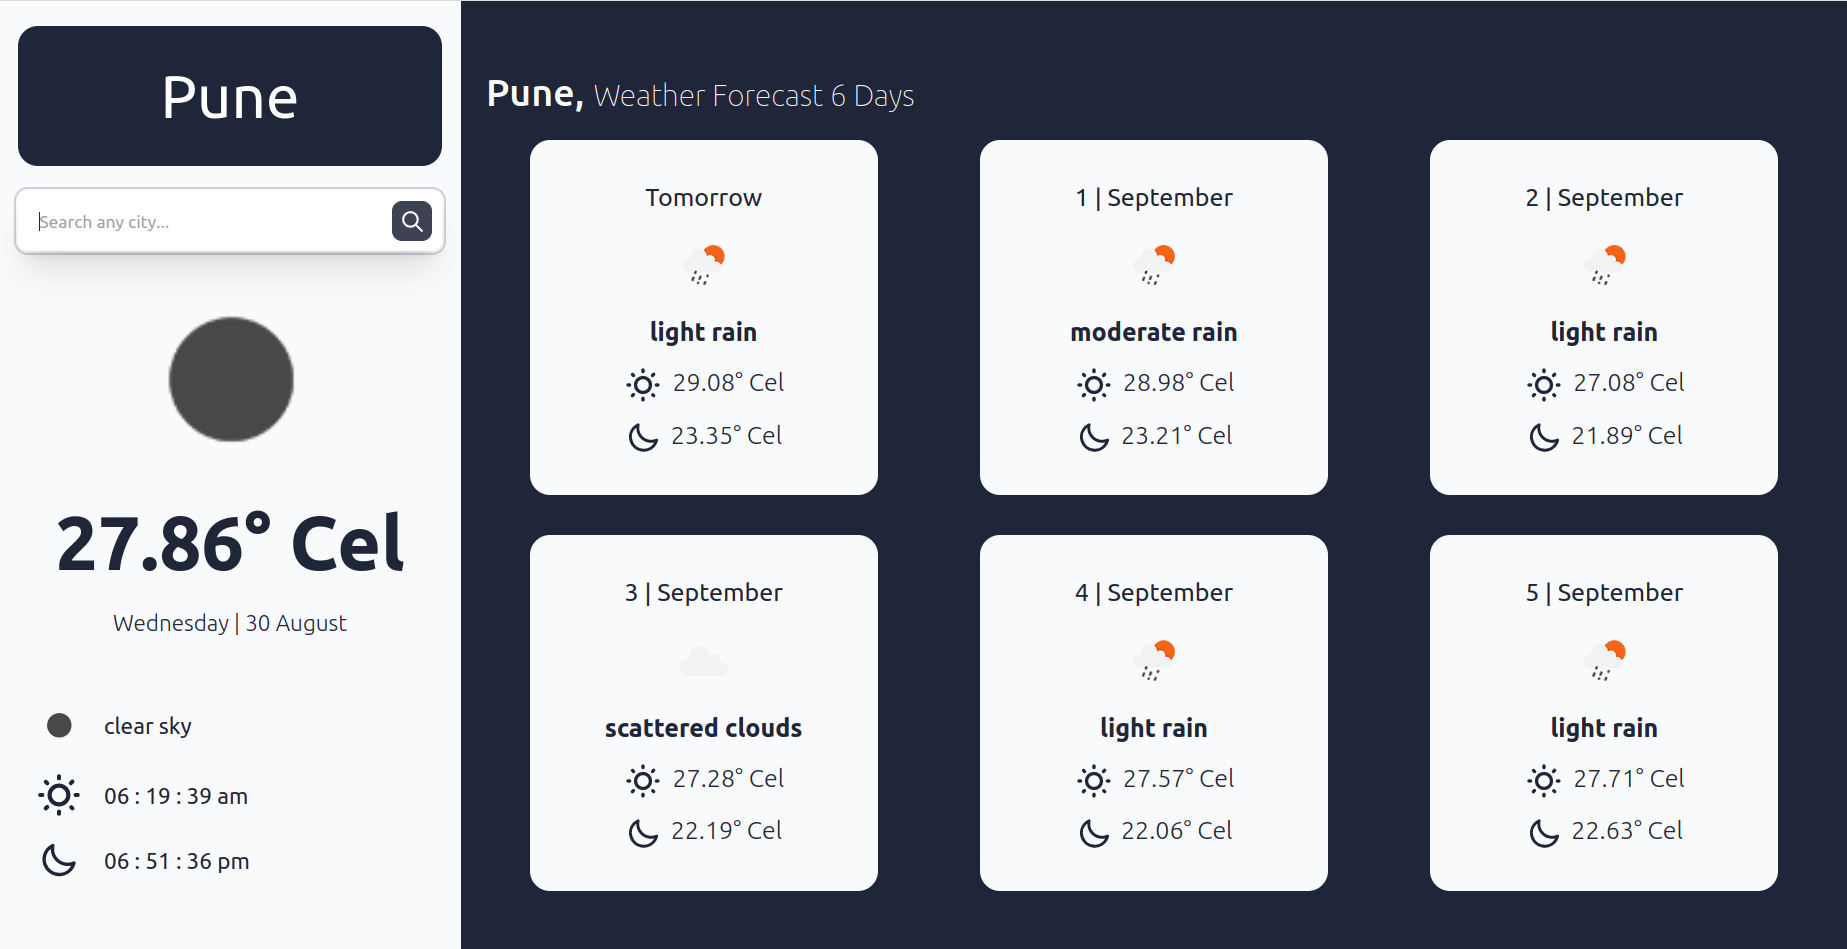 Pune
Search any city...
27.86° Cel
Wednesday | 30 August
clear sky
06 : 19 : 39 am
06 : 51 : 36 pm
Pune, Weather Forecast 6 Days
Tomorrow
light rain
29.08° Cel
23.35° Cel
1 | September
moderate rain
28.98° Cel
23.21° Cel
2 | September
light rain
27.08° Cel
21.89° Cel
3 | September
scattered clouds
27.28° Cel
22.19° Cel
4 | September
light rain
27.57° Cel
22.06° Cel
5 | September
light rain
27.71° Cel
22.63° Cel